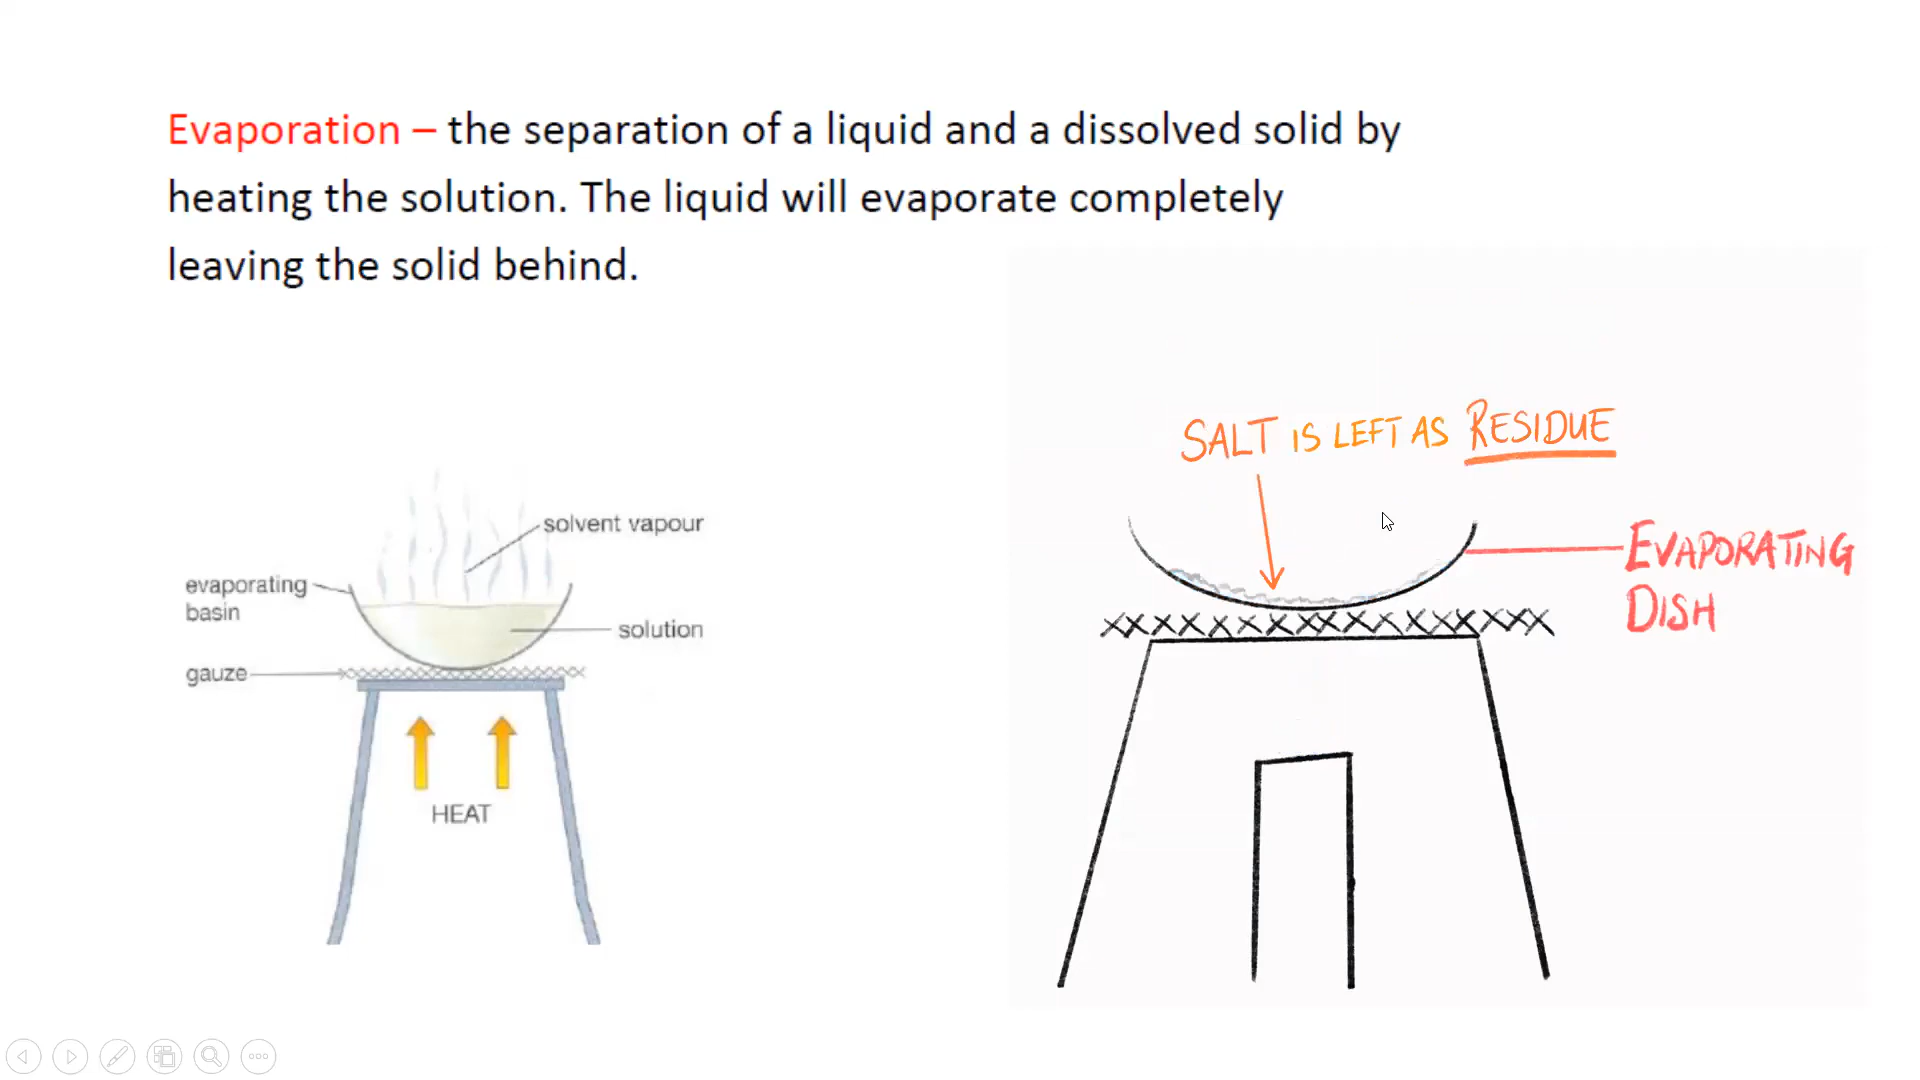 Evaporation – the separation of a liquid and a dissolved solid by
heating the solution. The liquid will evaporate completely
leaving the solid behind.
solvent vapour
evaporating
basin
solution
gauze
HEAT
SALT IS LEFT AS RESIDUE
EVAPORATING
DISH